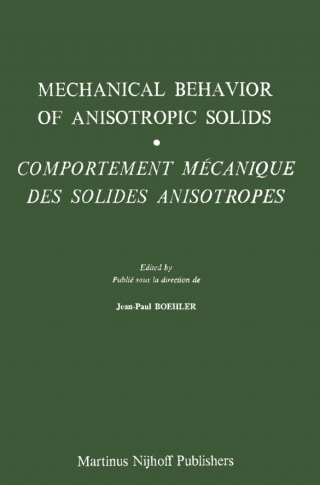 MECHANICAL BEHAVIOR
OF ANISOTROPIC SOLIDS
•
COMPORTEMENT MÉCANIQUE
DES SOLIDES ANISOTROPES
Edited by
Publié sous la direction de
Jean-Paul BOEHLER
Martinus Nijhoff Publishers